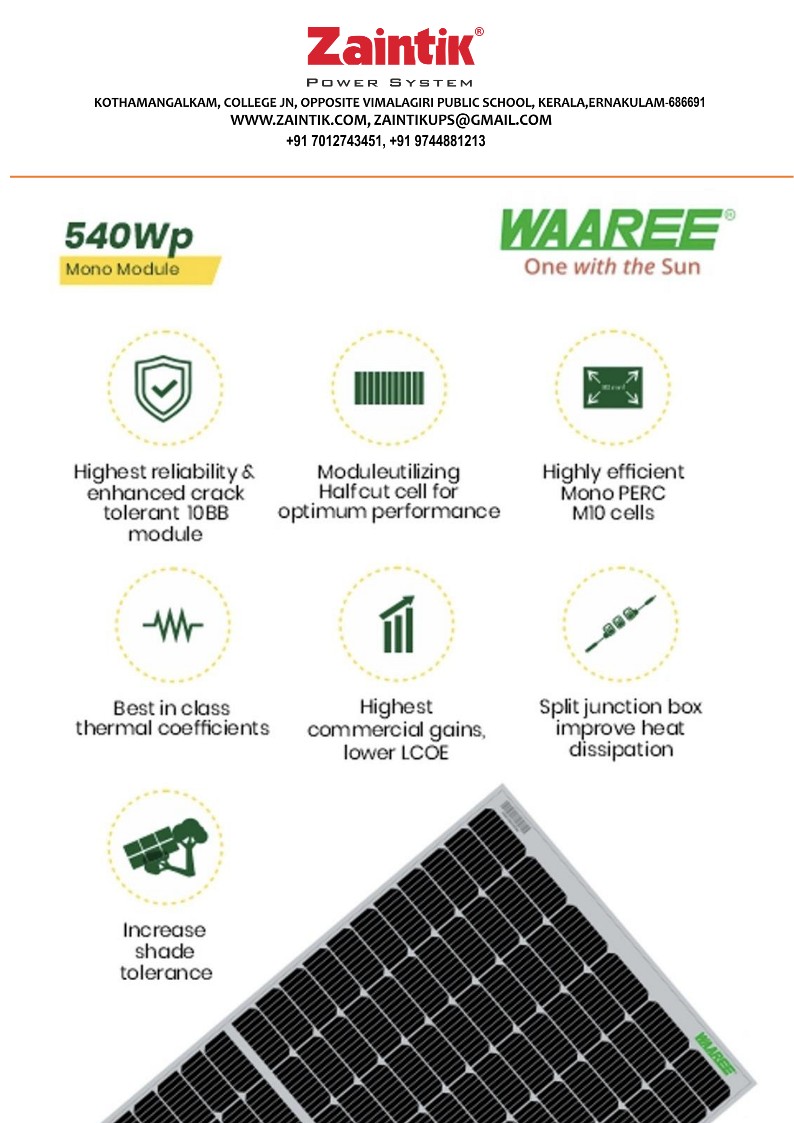 Zaintik®
POWER SYSTEM
KOTHAMANGALKAM, COLLEGE JN, OPPOSITE VIMALAGIRI PUBLIC SCHOOL, KERALA,ERNAKULAM-686691
WWW.ZAINTIK.COM, ZAINTIKUPS@GMAIL.COM
+91 7012743451, +91 9744881213
540Wp
Mono Module
WAAREE®
One with the Sun
Highest reliability &
enhanced crack
tolerant 10BB
module
Moduleutilizing
Halfcut cell for
optimum performance
Highly efficient
Mono PERC
M10 cells
Best in class
thermal coefficients
Highest
commercial gains,
lower LCOE
Split junction box
improve heat
dissipation
Increase
shade
tolerance
WAAREE